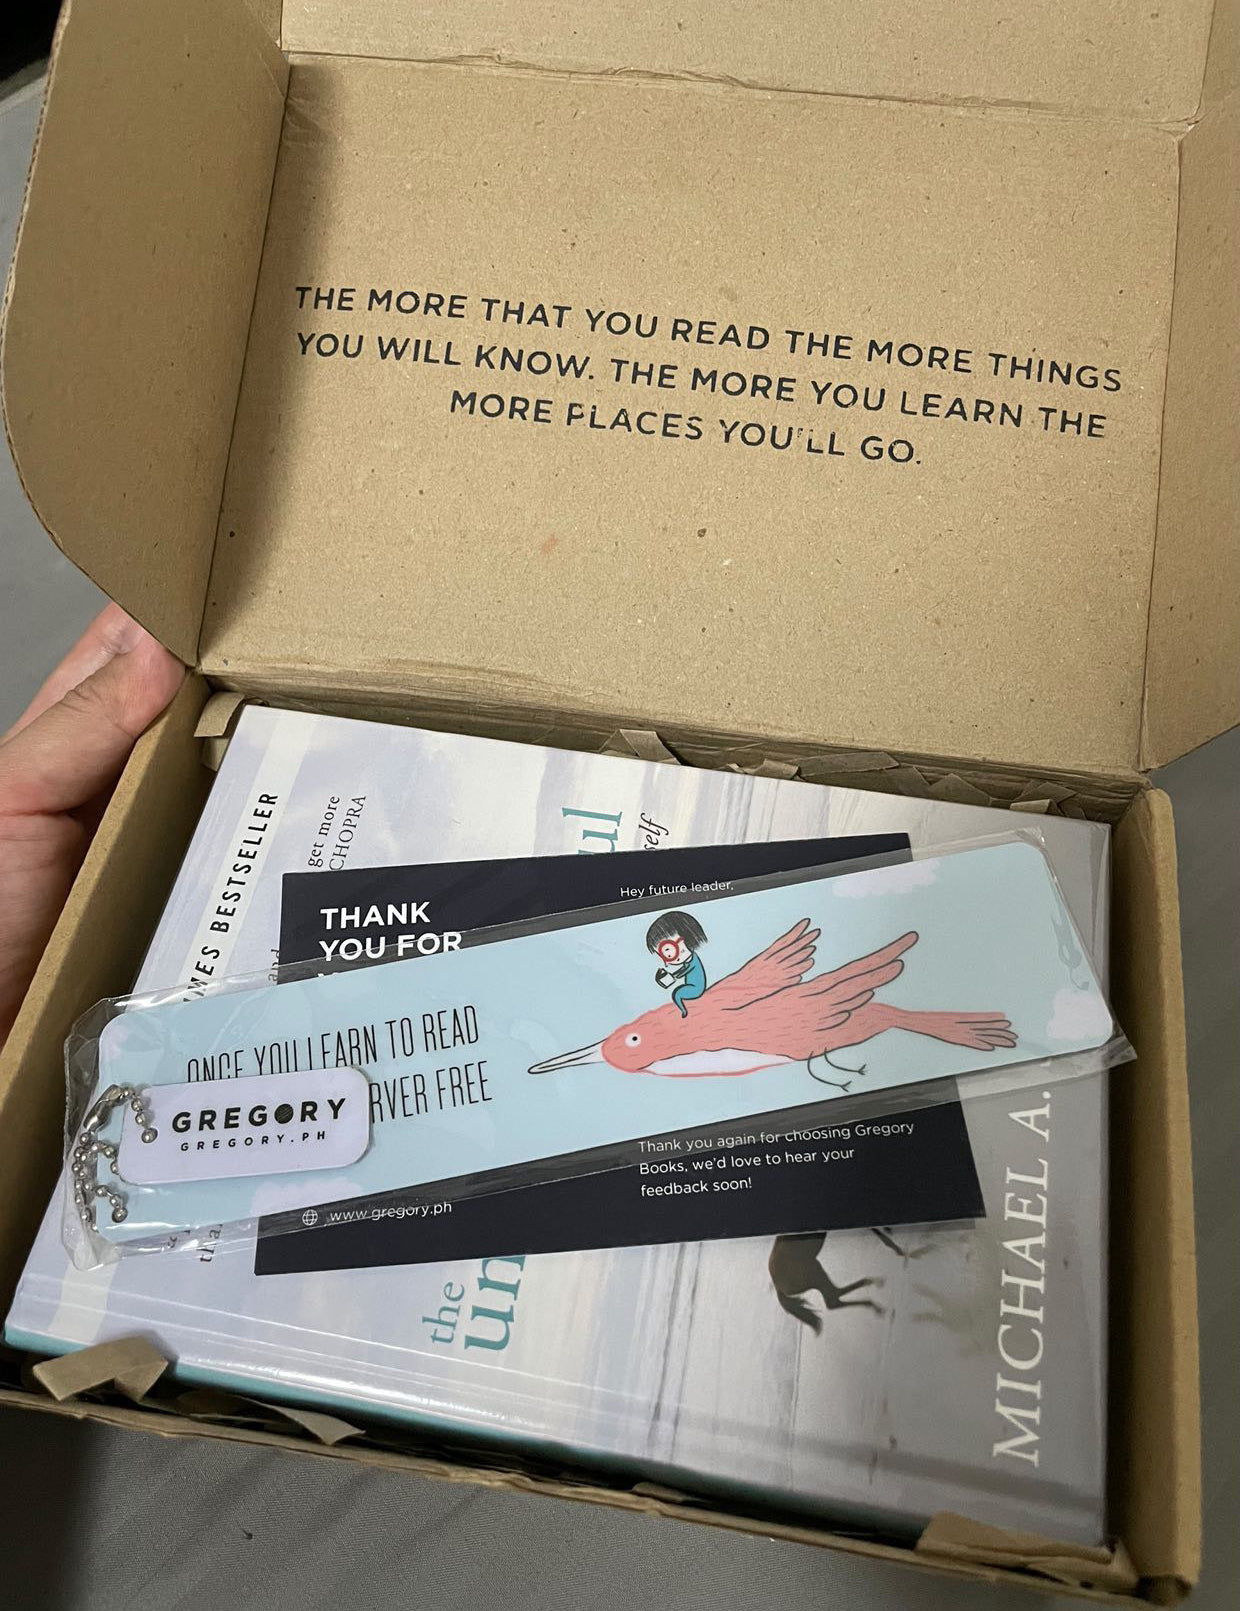 THE MORE THAT YOU READ THE MORE THINGS
YOU WILL KNOW. THE MORE YOU LEARN THE
MORE PLACES YOU'LL GO.
BESTSELLER
get more
CHOPRA
and
the
MICHAEL A.
THANK
YOU FOR
Hey future leader,
ONCE YOU LEARN TO READ
FREE
GREGORY
GREGORY.PH
Thank you again for choosing Gregory
Books, we'd love to hear your
feedback soon!
www.gregory.ph